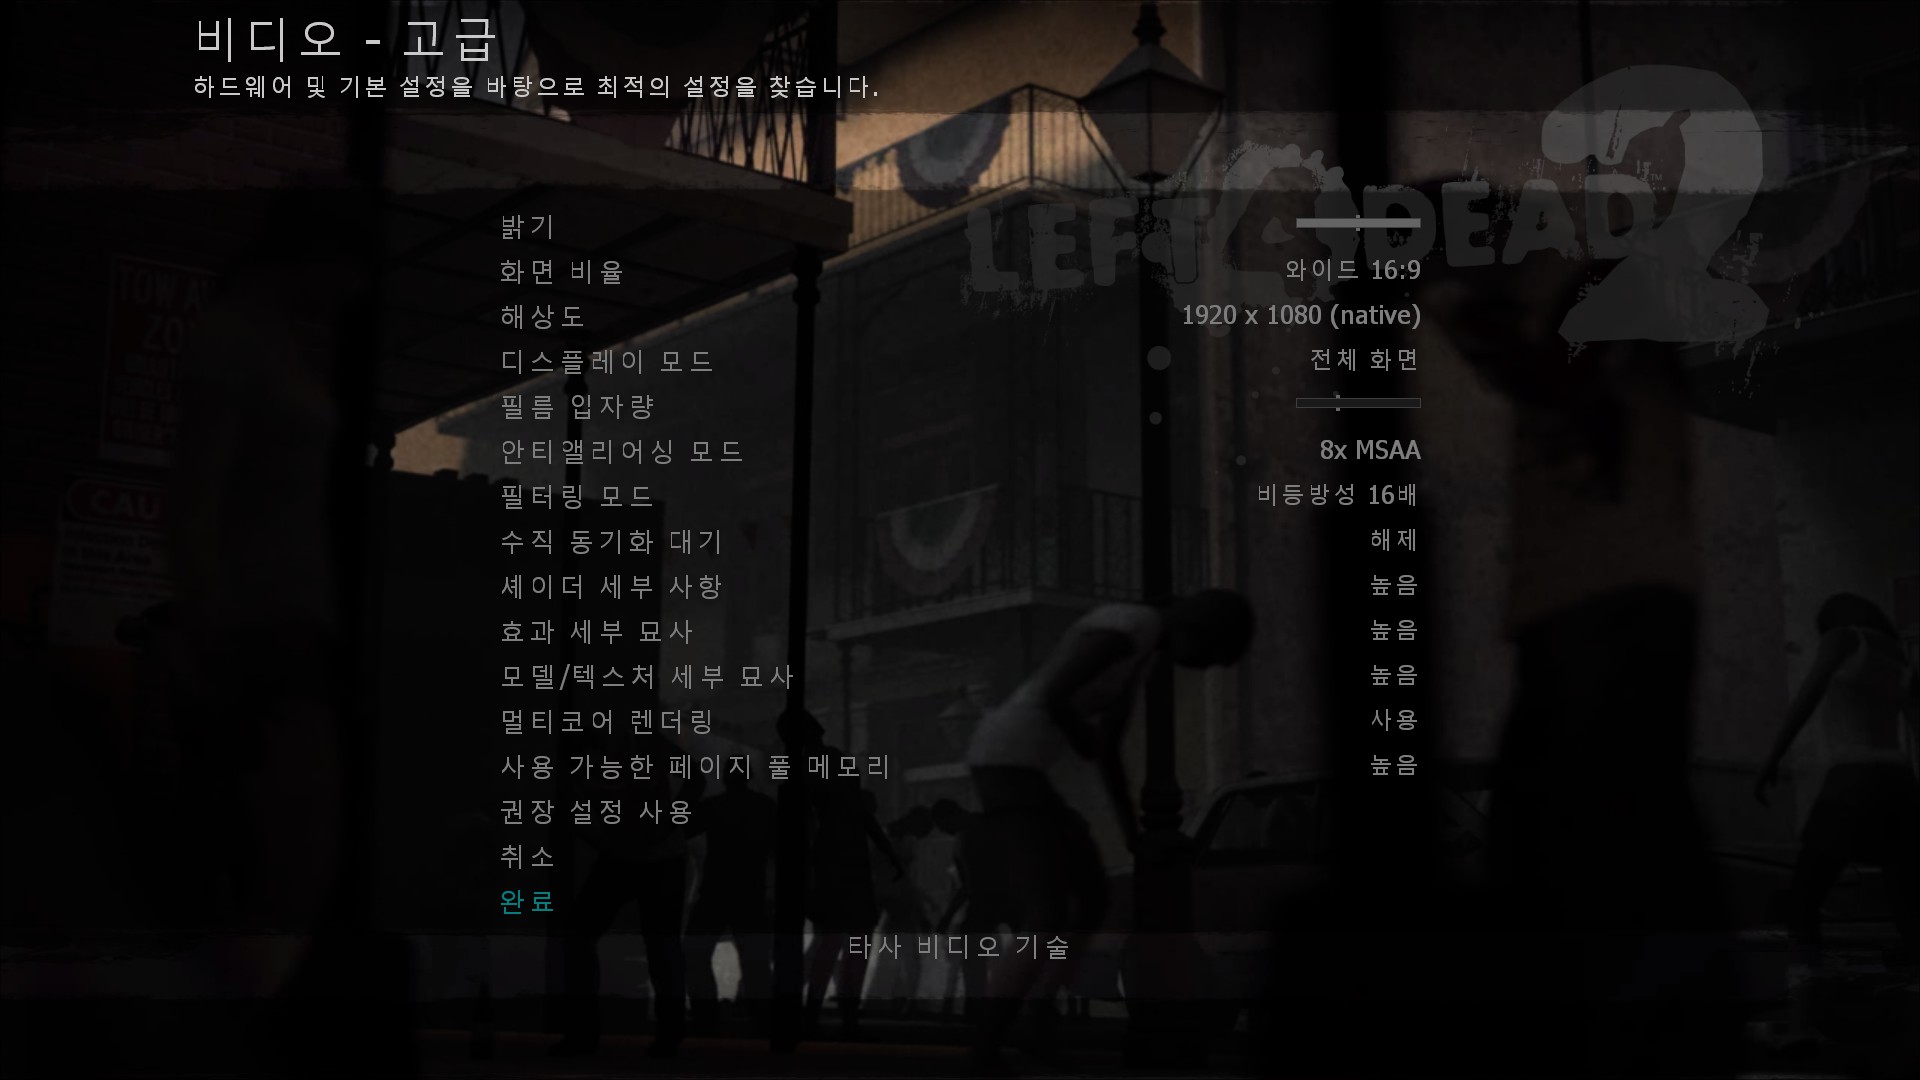 비디오 - 고급
하드웨어 및 기본 설정을 바탕으로 최적의 설정을 찾습니다.
LEFT 4 DEAD 2
TOW A
ZO
CAU
밝기
화면 비율 와이드 16:9
해상도 1920 x 1080 (native)
디스플레이 모드 전체 화면
필름 입자량
안티앨리어싱 모드 8x MSAA
필터링 모드 비등방성 16배
수직 동기화 대기 해제
셰이더 세부 사항 높음
효과 세부 묘사 높음
모델/텍스처 세부 묘사 높음
멀티코어 렌더링 사용
사용 가능한 페이지 풀 메모리 높음
권장 설정 사용
취소
완료
타사 비디오 기술